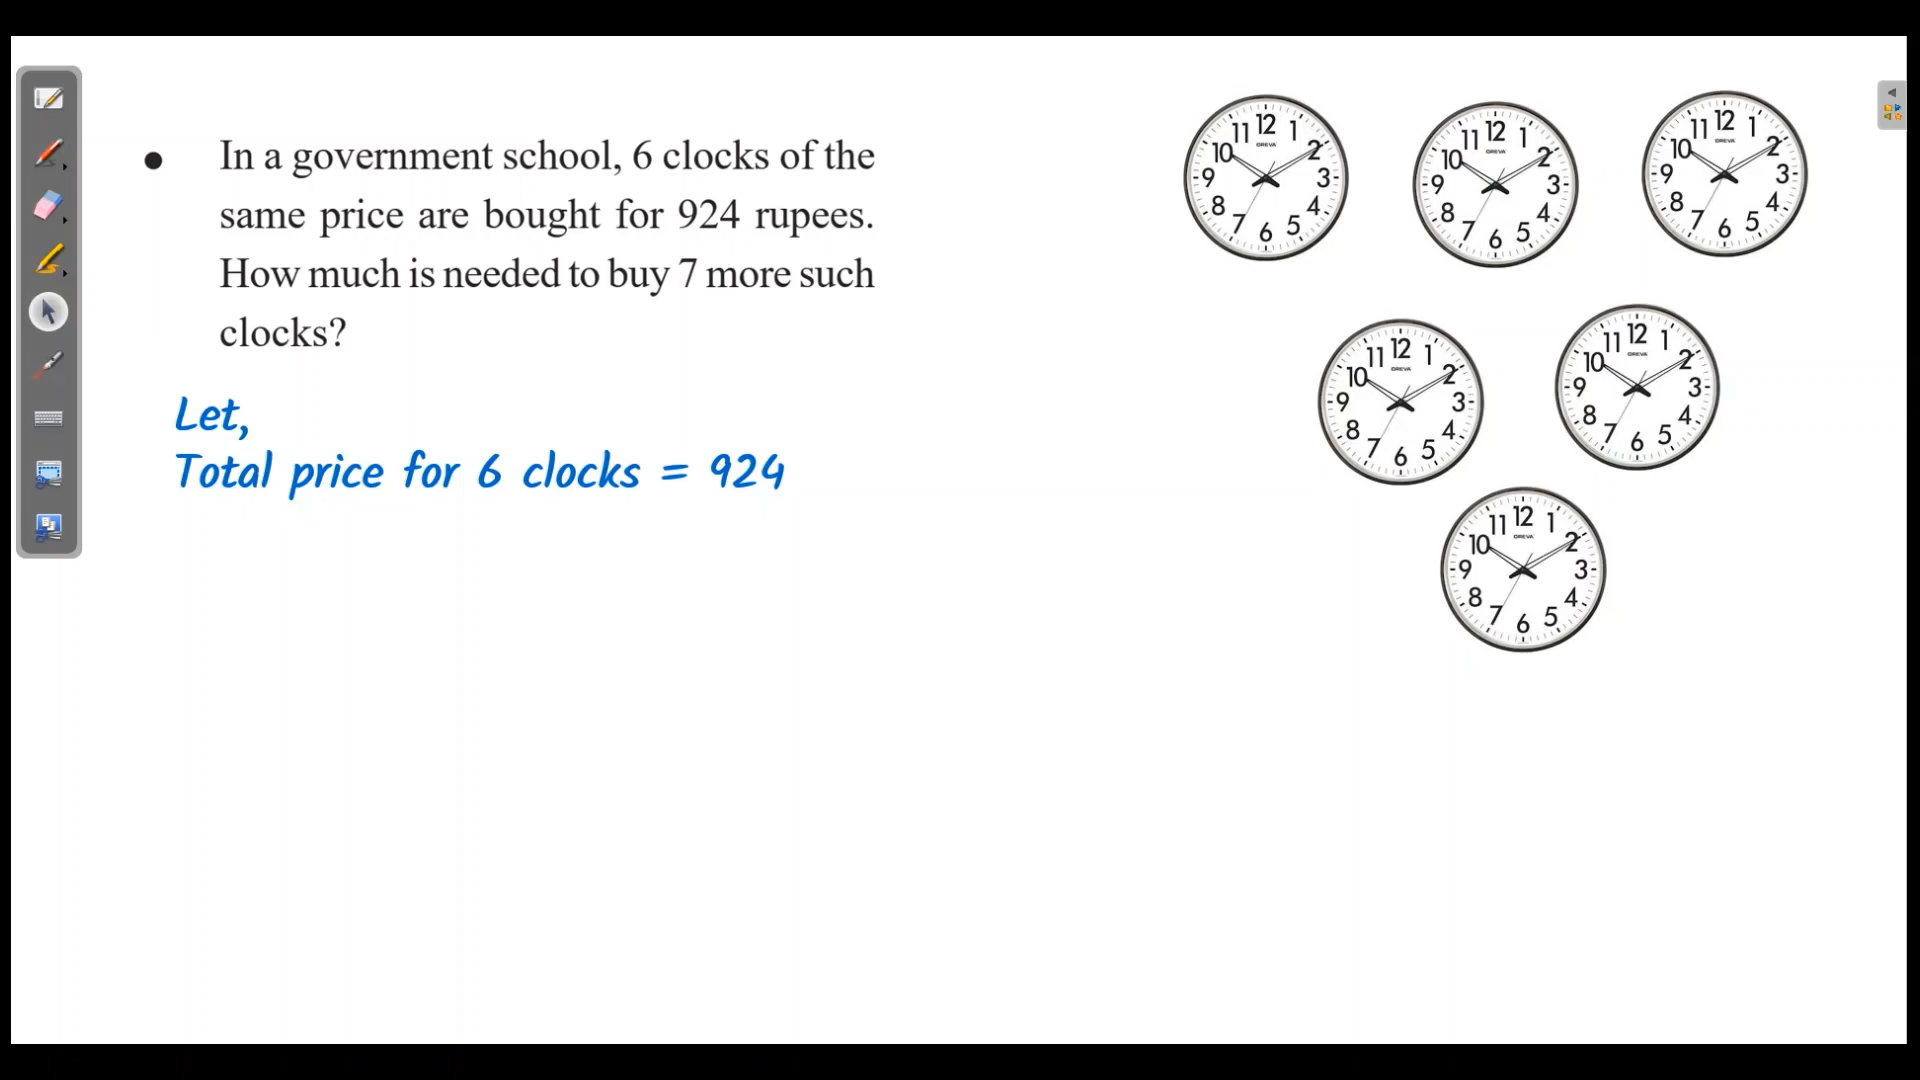 ● In a government school, 6 clocks of the
same price are bought for 924 rupees.
How much is needed to buy 7 more such
clocks?
Let,
Total price for 6 clocks = 924